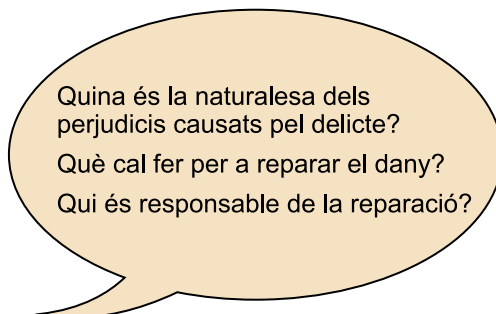 Quina és la naturalesa dels
perjudicis causats pel delicte?
Què cal fer per a reparar el dany?
Qui és responsable de la reparació?